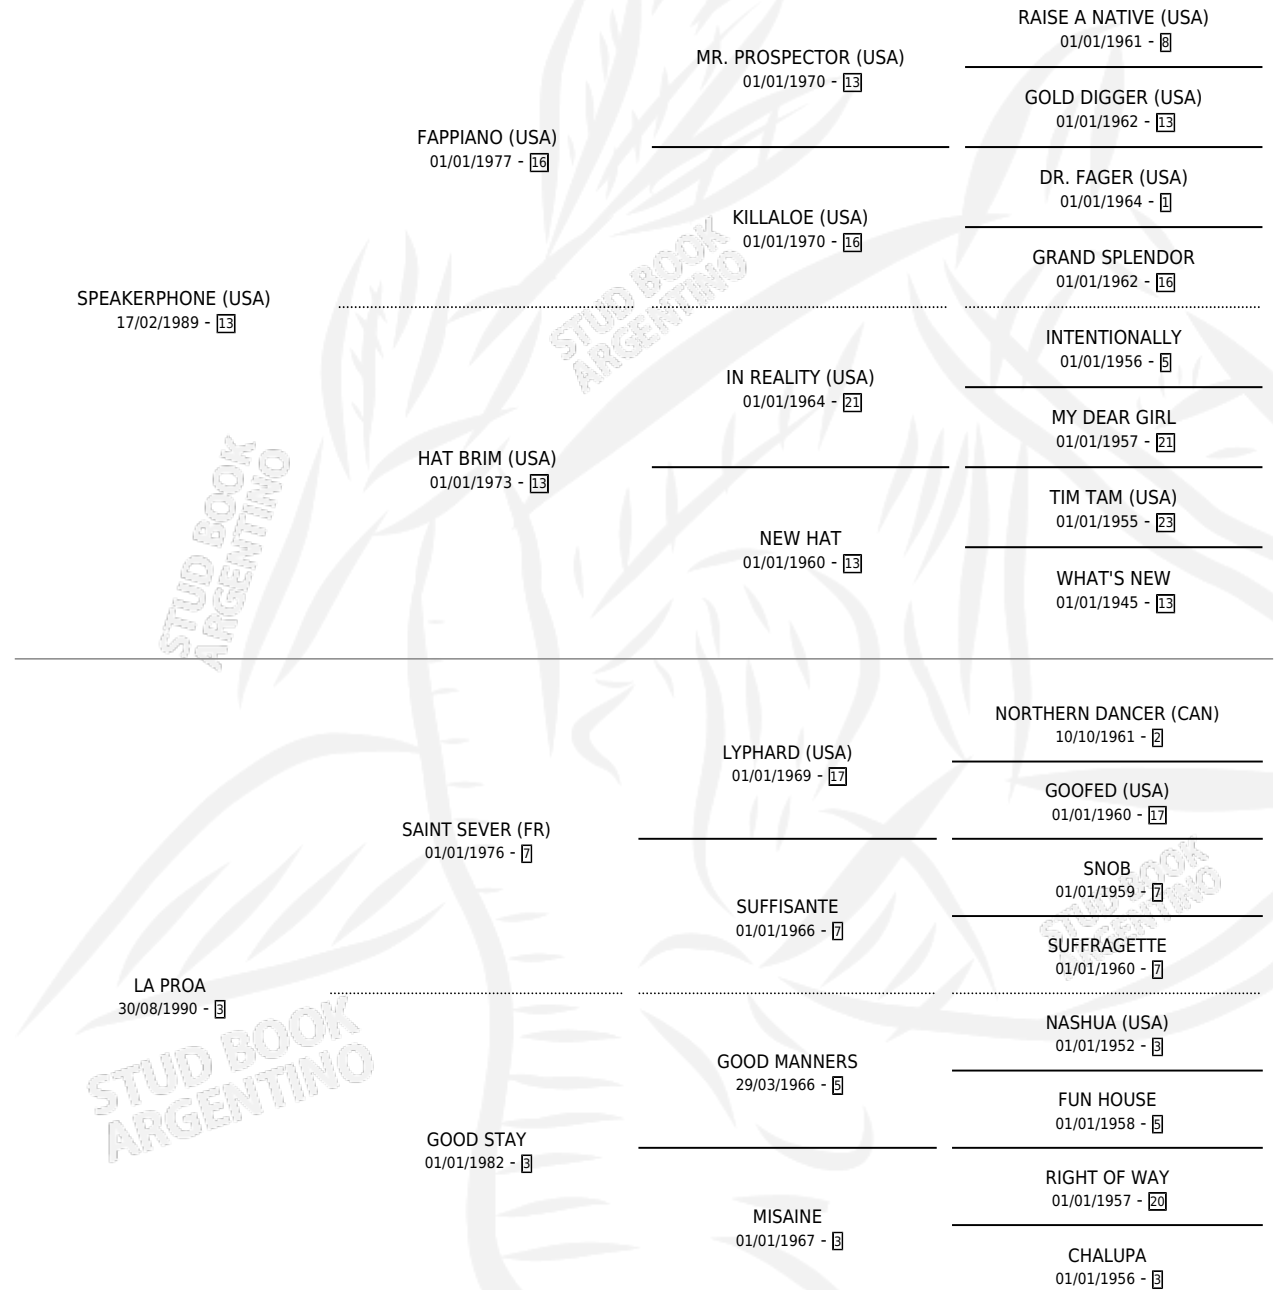 RAISE A NATIVE (USA)
01/01/1961 - 8
MR. PROSPECTOR (USA)
01/01/1970 - 13
GOLD DIGGER (USA)
01/01/1962 - 13
FAPPIANO (USA)
01/01/1977 - 16
DR. FAGER (USA)
01/01/1964 - 1
KILLALOE (USA)
01/01/1970 - 16
GRAND SPLENDOR
01/01/1962 - 16
SPEAKERPHONE (USA)
17/02/1989 - 13
INTENTIONALLY
01/01/1956 - 5
IN REALITY (USA)
01/01/1964 - 21
MY DEAR GIRL
01/01/1957 - 21
HAT BRIM (USA)
01/01/1973 - 13
TIM TAM (USA)
01/01/1955 - 23
NEW HAT
01/01/1960 - 13
WHAT'S NEW
01/01/1945 - 13
STUD BOOK
ARGENTINO
STUD BOOK
ARGENTINO
NORTHERN DANCER (CAN)
10/10/1961 - 2
LYPHARD (USA)
01/01/1969 - 17
GOOFED (USA)
01/01/1960 - 17
SAINT SEVER (FR)
01/01/1976 - 7
SNOB
01/01/1959 - 7
SUFFISANTE
01/01/1966 - 7
SUFFRAGETTE
01/01/1960 - 7
STUD BOOK
ARGENTINO
LA PROA
30/08/1990 - 3
NASHUA (USA)
01/01/1952 - 3
GOOD MANNERS
29/03/1966 - 5
FUN HOUSE
01/01/1958 - 5
GOOD STAY
01/01/1982 - 3
RIGHT OF WAY
01/01/1957 - 20
MISAINE
01/01/1967 - 3
CHALUPA
01/01/1956 - 3
STUD BOOK
ARGENTINO